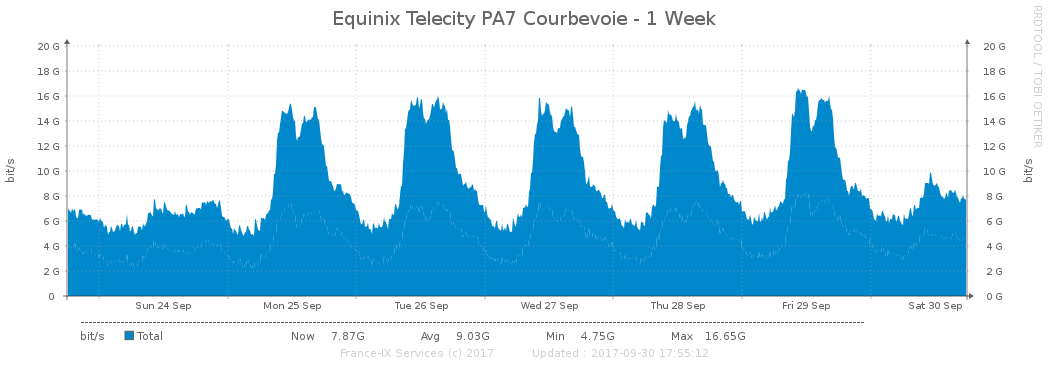 Equinix Telecity PA7 Courbevoie - 1 Week
RRDTOOL / TOBI OETIKER
bit/s
bit/s
20 G 20 G
18 G 18 G
16 G 16 G
14 G 14 G
12 G 12 G
10 G 10 G
8 G 8 G
6 G 6 G
4 G 4 G
2 G 2 G
0 0 G
Sun 24 Sep Mon 25 Sep Tue 26 Sep Wed 27 Sep Thu 28 Sep Fri 29 Sep Sat 30 Sep
bit/s Total Now 7.87G Avg 9.03G Min 4.75G Max 16.65G
France-IX Services (c) 2017 Updated : 2017-09-30 17:55:12